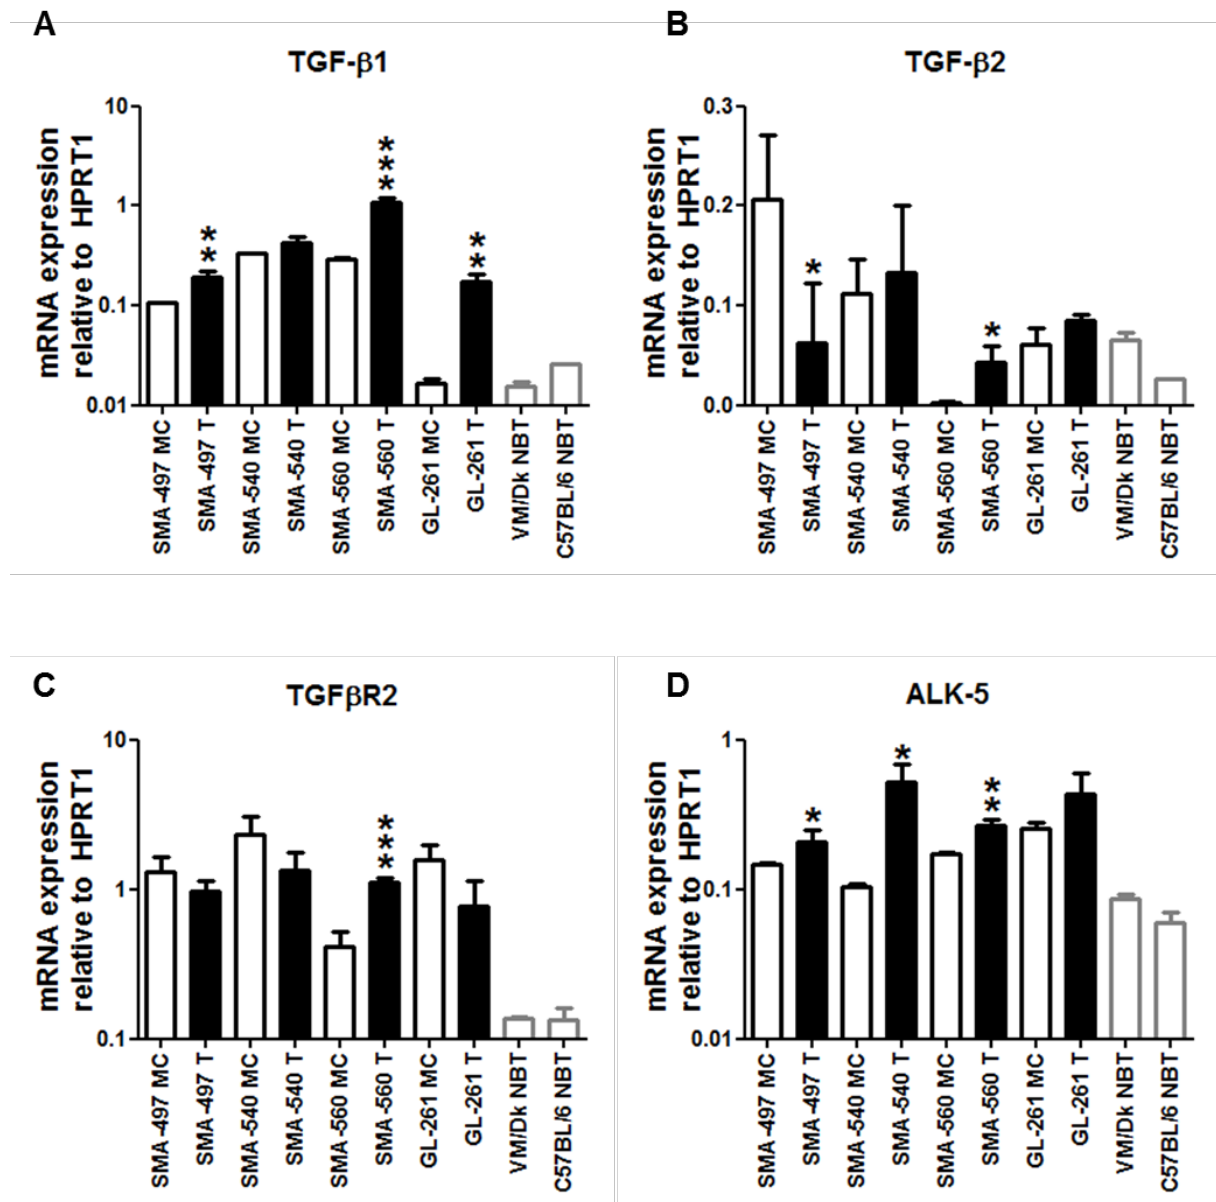 A
TGF-β1
mRNA expression
relative to HPRT1
10
1
0.1
0.01
**
***
**
SMA-497 MC
SMA-497 T
SMA-540 MC
SMA-540 T
SMA-560 MC
SMA-560 T
GL-261 MC
GL-261 T
VM/Dk NBT
C57BL/6 NBT
B
TGF-β2
mRNA expression
relative to HPRT1
0.3
0.2
0.1
0.0
*
*
SMA-497 MC
SMA-497 T
SMA-540 MC
SMA-540 T
SMA-560 MC
SMA-560 T
GL-261 MC
GL-261 T
VM/Dk NBT
C57BL/6 NBT
C
TGFβR2
mRNA expression
relative to HPRT1
10
1
0.1
***
SMA-497 MC
SMA-497 T
SMA-540 MC
SMA-540 T
SMA-560 MC
SMA-560 T
GL-261 MC
GL-261 T
VM/Dk NBT
C57BL/6 NBT
D
ALK-5
mRNA expression
relative to HPRT1
1
0.1
0.01
*
*
**
SMA-497 MC
SMA-497 T
SMA-540 MC
SMA-540 T
SMA-560 MC
SMA-560 T
GL-261 MC
GL-261 T
VM/Dk NBT
C57BL/6 NBT